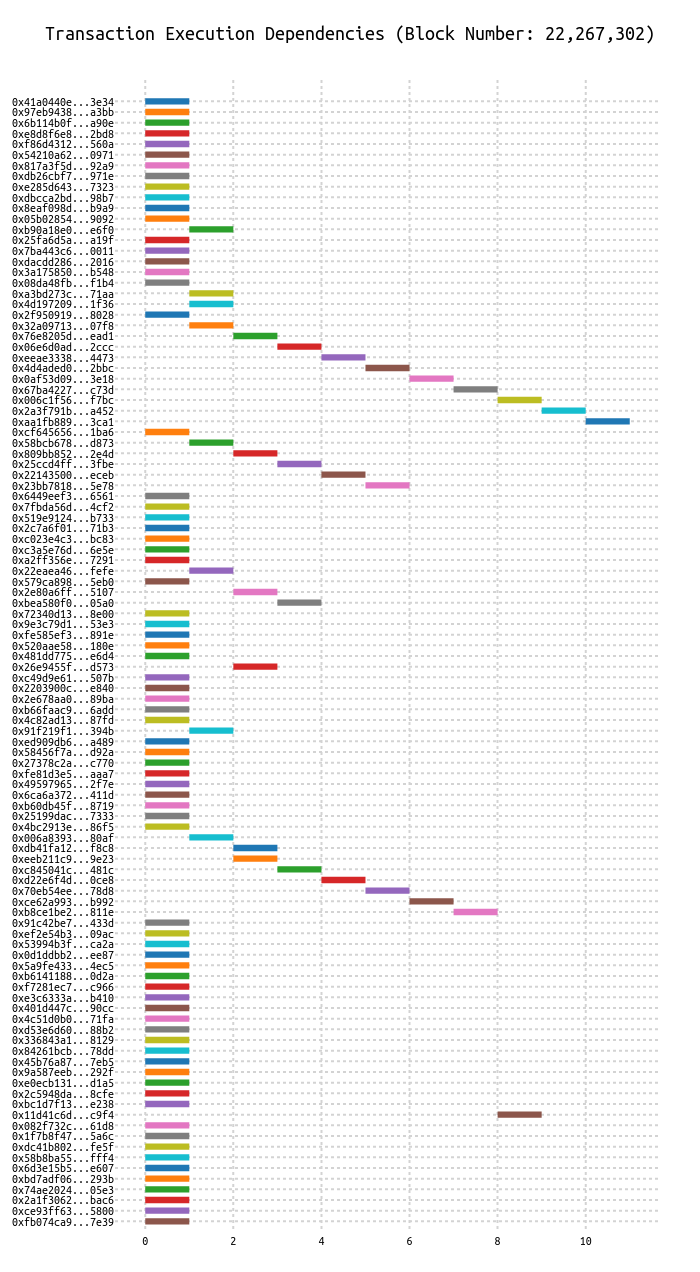 Transaction Execution Dependencies (Block Number: 22,267,302)
0x41a0440e...3e34
0x97eb9438...a3bb
0x6b114b0f...a90e
0xe8d8f6e8...2bd8
0xf86d4312...560a
0x54210a62...0971
0x817a3f5d...92a9
0xdb26cbf7...971e
0xe285d643...7323
0xdbcca2bd...98b7
0x8eaf098d...b9a9
0x05b02854...9092
0xb90a18e0...e6f0
0x25fa6d5a...a19f
0x7ba443c6...0011
0xdacdd286...2016
0x3a175850...b548
0x08da48fb...f1b4
0xa3bd273c...71aa
0x4d197209...1f36
0x2f950919...8028
0x32a09713...07f8
0x76e8205d...ead1
0x06e6d0ad...2ccc
0xeeae3338...4473
0x4d4aded0...2bbc
0x0af53d09...3e18
0x67ba4227...c73d
0x006c1f56...f7bc
0x2a3f791b...a452
0xaa1fb889...3ca1
0xcf645656...1ba6
0x58bcb678...d873
0x809bb852...2e4d
0x25ccd4ff...3fbe
0x22143500...eceb
0x23bb7818...5e78
0x6449eef3...6561
0x7fbda56d...4cf2
0x519e9124...b733
0x2c7a6f01...71b3
0xc023e4c3...bc83
0xc3a5e76d...6e5e
0xa2ff356e...7291
0x22eaea46...fefe
0x579ca898...5eb0
0x2e80a6ff...5107
0xbea580f0...05a0
0x72340d13...8e00
0x9e3c79d1...53e3
0xfe585ef3...891e
0x520aae58...180e
0x481dd775...e6d4
0x26e9455f...d573
0xc49d9e61...507b
0x2203900c...e840
0x2e678aa0...89ba
0xb66faac9...6add
0x4c82ad13...87fd
0x91f219f1...394b
0xed909db6...a489
0x58456f7a...d92a
0x27378c2a...c770
0xfe81d3e5...aaa7
0x49597965...2f7e
0x6ca6a372...411d
0xb60db45f...8719
0x25199dac...7333
0x4bc2913e...86f5
0x006a8393...80af
0xdb41fa12...f8c8
0xeeb211c9...9e23
0xc845041c...481c
0xd22e6f4d...0ce8
0x70eb54ee...78d8
0xce62a993...b992
0xb8ce1be2...811e
0x91c42be7...433d
0xef2e54b3...09ac
0x53994b3f...ca2a
0x0d1ddbb2...ee87
0x5a9fe433...4ec5
0xb6141188...0d2a
0xf7281ec7...c966
0xe3c6333a...b410
0x401d447c...90cc
0x4c51d0b0...71fa
0xd53e6d60...88b2
0x336843a1...8129
0x84261bcb...78dd
0x45b76a87...7eb5
0x9a587eeb...292f
0xe0ecb131...d1a5
0x2c5948da...8cfe
0xbc1d7f13...e238
0x11d41c6d...c9f4
0x082f732c...61d8
0x1f7b8f47...5a6c
0xdc41b802...fe5f
0x58b8ba55...fff4
0x6d3e15b5...e607
0xbd7adf06...293b
0x74ae2024...05e3
0x2a1f3062...bac6
0xce93ff63...5800
0xfb074ca9...7e39
0 2 4 6 8 10